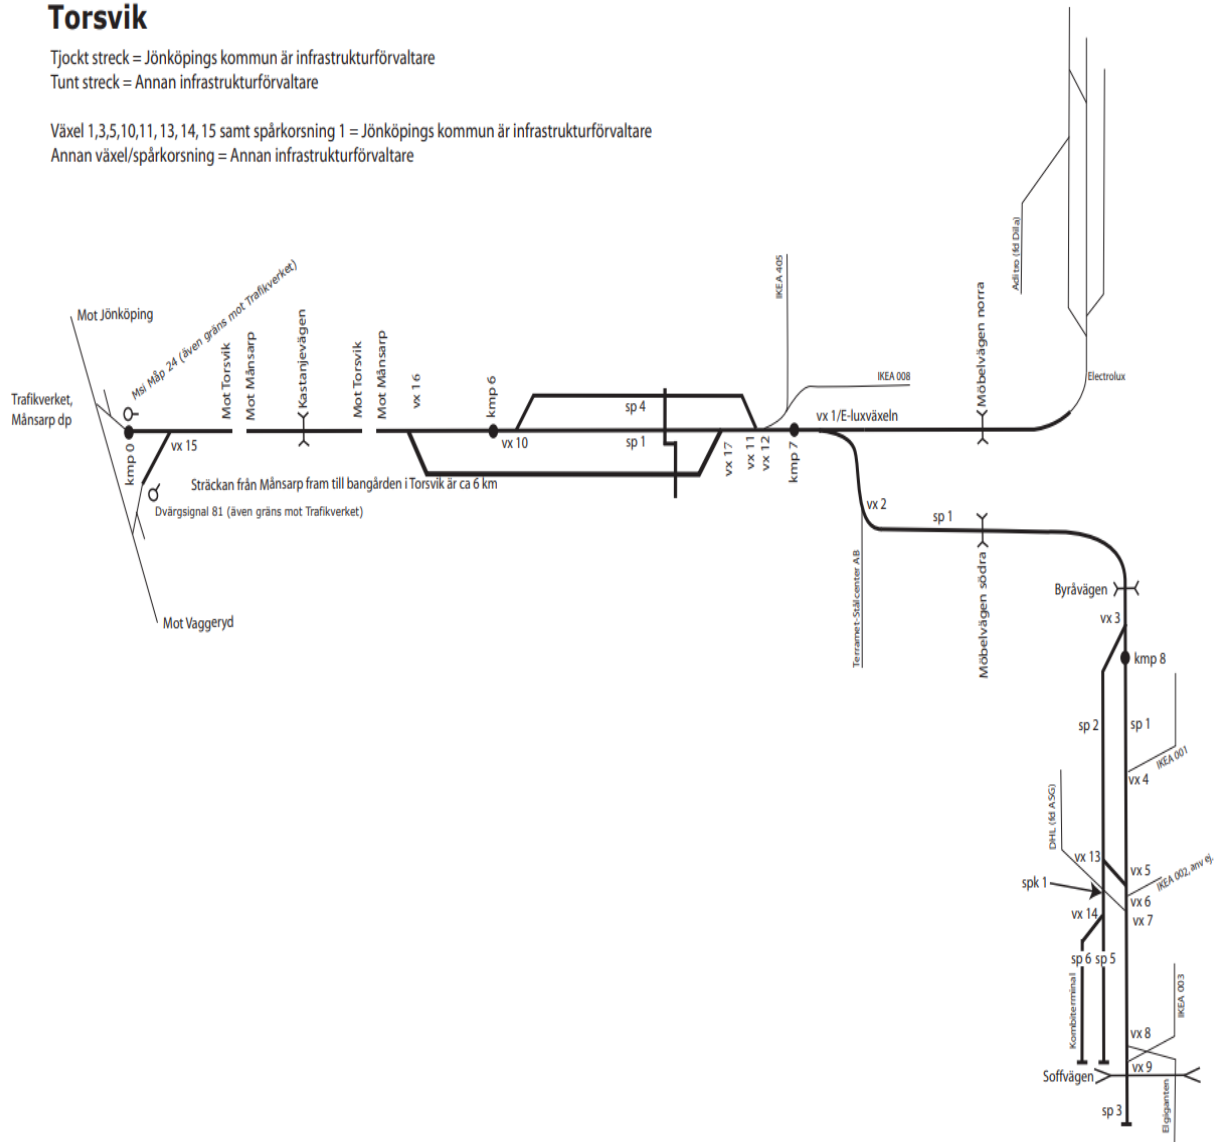 Torsvik
Tjockt streck = Jönköpings kommun är infrastrukturförvaltare
Tunt streck = Annan infrastrukturförvaltare
Växel 1,3,5,10,11, 13, 14, 15 samt spårkorsning 1 = Jönköpings kommun är infrastrukturförvaltare
Annan växel/spårkorsning = Annan infrastrukturförvaltare
Aditro (fd Dilla)
Mot Jönköping
Msi Måp 24 (även gräns mot Trafikverket)
Trafikverket,
Månsarp dp
kmp 0
vx 15
Mot Torsvik
Mot Månsarp
Kastanjevägen
Mot Torsvik
Mot Månsarp
vx 16
kmp 6
vx 10
sp 4
sp 1
vx 17
vx 11
vx 12
kmp 7
IKEA 405
IKEA 008
vx 1/E-luxväxeln
Möbelvägen norra
Electrolux
Sträckan från Månsarp fram till bangården i Torsvik är ca 6 km
Dvärgsignal 81 (även gräns mot Trafikverket)
Mot Vaggeryd
vx 2
sp 1
Terramet-Stålcenter AB
Möbelvägen södra
Byråvägen
vx 3
kmp 8
sp 2
sp 1
IKEA 001
vx 4
DHL (fd ASG)
vx 13
vx 5
IKEA 002, anv ej.
spk 1
vx 6
vx 14
vx 7
sp 6
sp 5
Kombiterminal
IKEA 003
vx 8
vx 9
Soffvägen
sp 3
Elgiganten